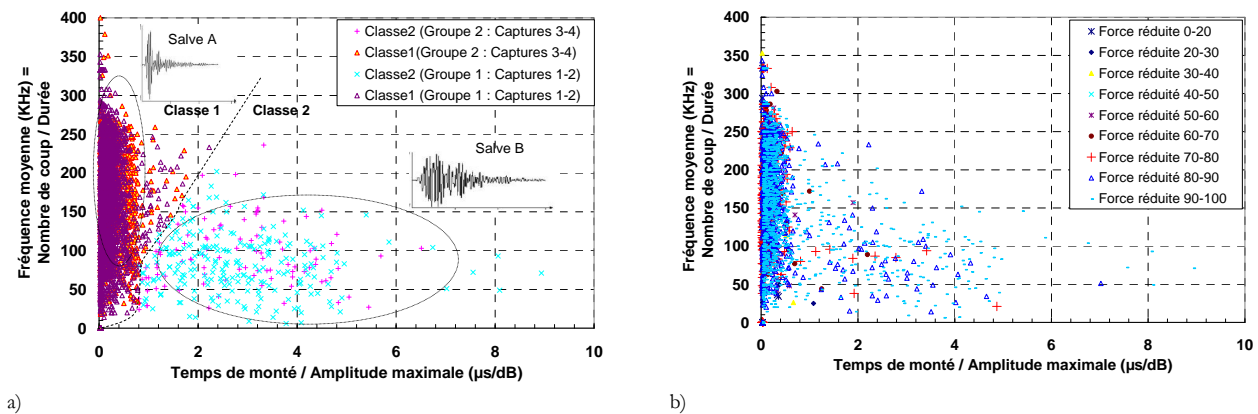 400
350
300
250
200
150
100
50
0
Fréquence moyenne (KHz) =
Nombre de coup / Durée
Salve A
Classe 1
Classe 2
Salve B
Classe2 (Groupe 2 : Captures 3-4)
Classe1(Groupe 2 : Captures 3-4)
Classe2 (Groupe 1 : Captures 1-2)
Classe1 (Groupe 1 : Captures 1-2)
0 2 4 6 8 10
Temps de monté / Amplitude maximale (µs/dB)
a)
400
350
300
250
200
150
100
50
0
Fréquence moyenne (KHz) =
Nombre de coup / Durée
Force réduite 0-20
Force réduite 20-30
Force réduite 30-40
Force réduité 40-50
Force réduite 50-60
Force réduite 60-70
Force réduite 70-80
Force réduité 80-90
Force réduite 90-100
0 2 4 6 8 10
Temps de monté / Amplitude maximale (µs/dB)
b)